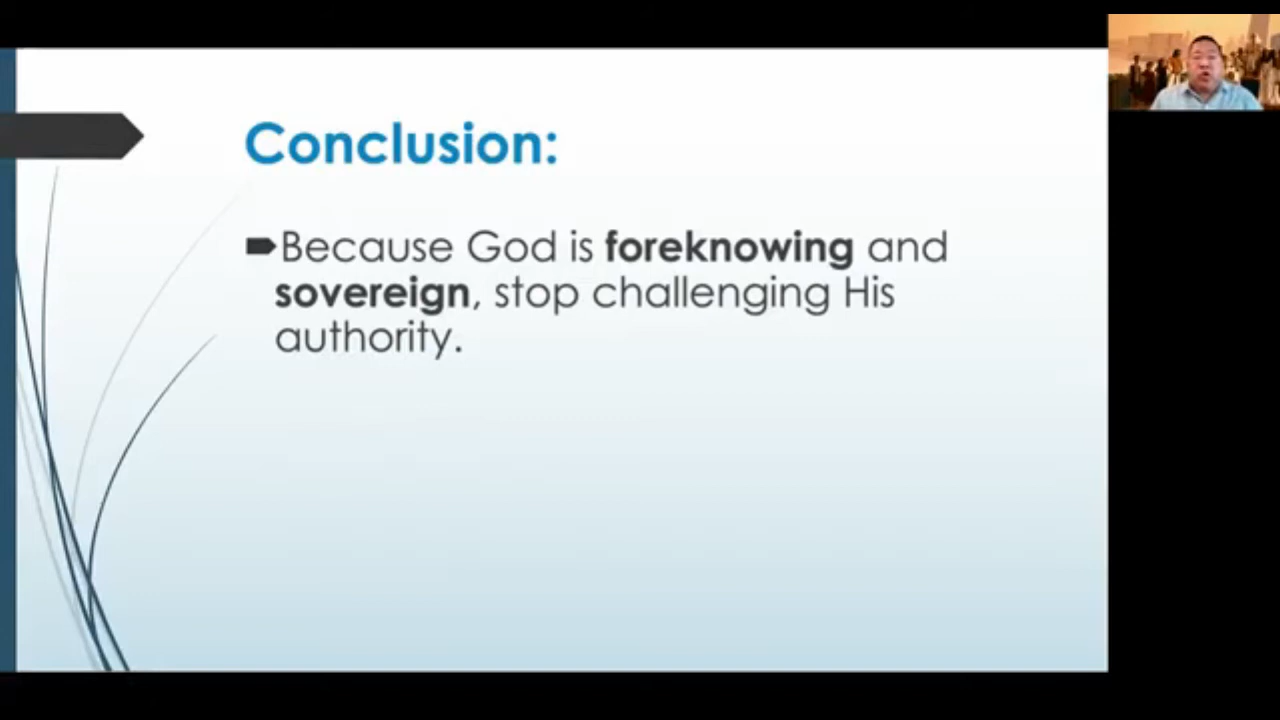 Conclusion:
Because God is foreknowing and
sovereign, stop challenging His
authority.